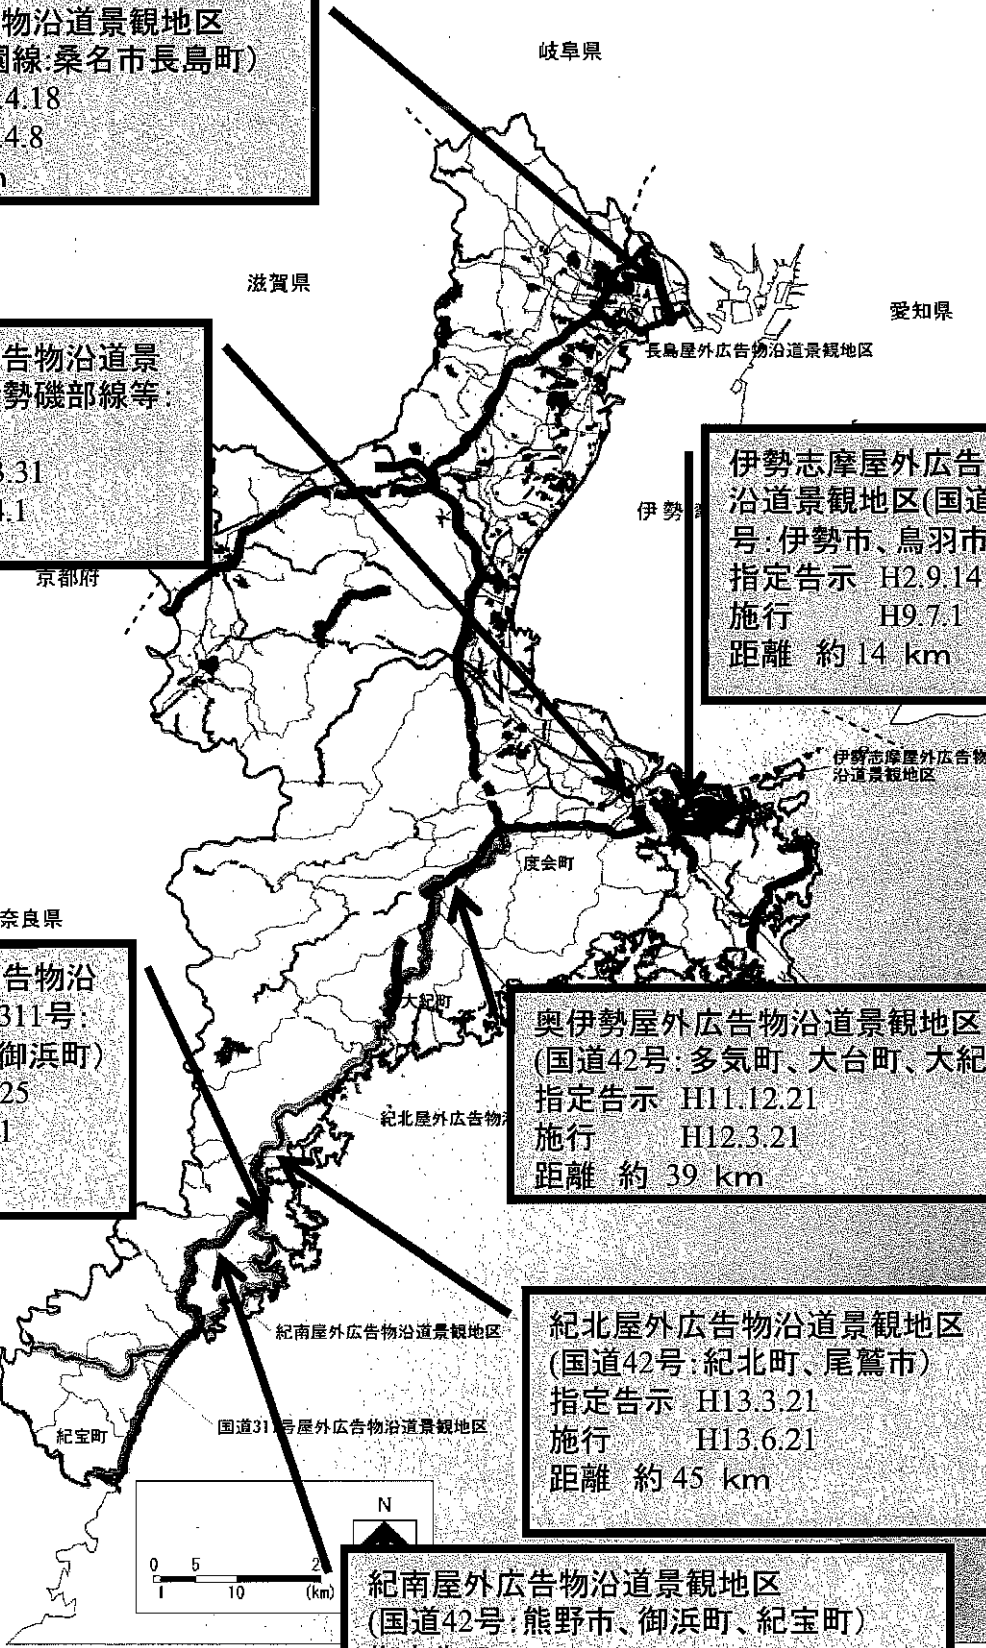 物沿道景観地区
園線:桑名市長島町）
.4.18
.4.8
岐阜県
滋賀県
愛知県
長島屋外広告物沿道景観地区
告物沿道景
勢磯部線等:
3.31
4.1
京都府
伊勢
伊勢志摩屋外広告
沿道景観地区(国道
号:伊勢市、鳥羽市
指定告示 H2.9.14
施行 H9.7.1
距離 約14 km
伊勢志摩屋外広告物
沿道景観地区
度会町
奈良県
告物沿
311号:
御浜町）
25
1
大紀町
奥伊勢屋外広告物沿道景観地区
(国道42号:多気町、大台町、大紀
指定告示 H11.12.21
施行 H12.3.21
距離 約 39 km
紀北屋外広告物
紀北屋外広告物沿道景観地区
(国道42号:紀北町、尾鷲市）
指定告示 H13.3.21
施行 H13.6.21
距離 約45 km
紀南屋外広告物沿道景観地区
国道311号屋外広告物沿道景観地区
紀宝町
N
0 5 2
10 (km)
紀南屋外広告物沿道景観地区
(国道42号:熊野市、御浜町、紀宝町）